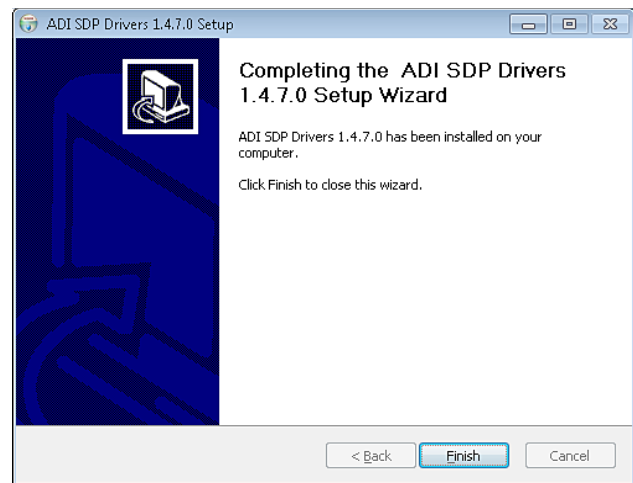 ADI SDP Drivers 1.4.7.0 Setup
Completing the ADI SDP Drivers
1.4.7.0 Setup Wizard
ADI SDP Drivers 1.4.7.0 has been installed on your
computer.
Click Finish to close this wizard.
< Back Finish Cancel